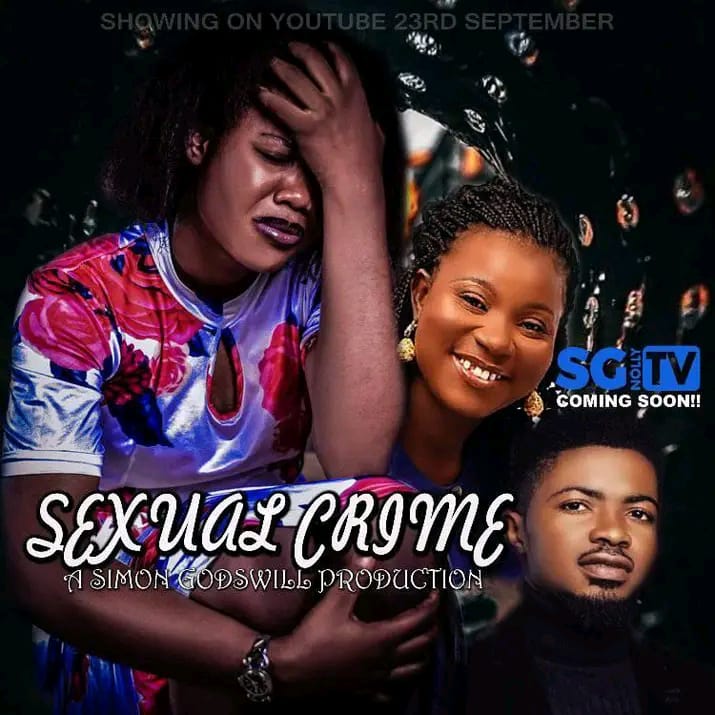 SHOWING ON YOUTUBE 23RD SEPTEMBER
SG NOLLY TV
COMING SOON!!
SEXUAL CRIME
A SIMON GODSWILL PRODUCTION